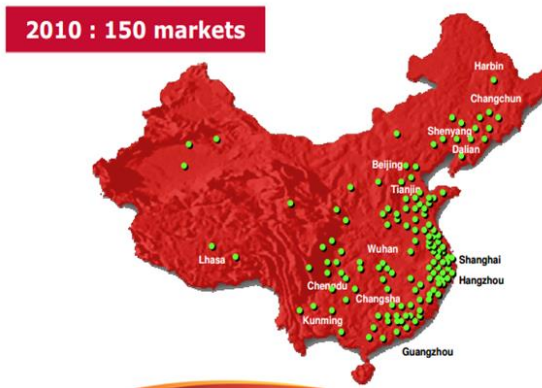 2010 : 150 markets
Harbin
Changchun
Shenyang
Dalian
Beijing
Tianjin
Wuhan
Shanghai
Lhasa
Hangzhou
Chengdu
Changsha
Kunming
Guangzhou